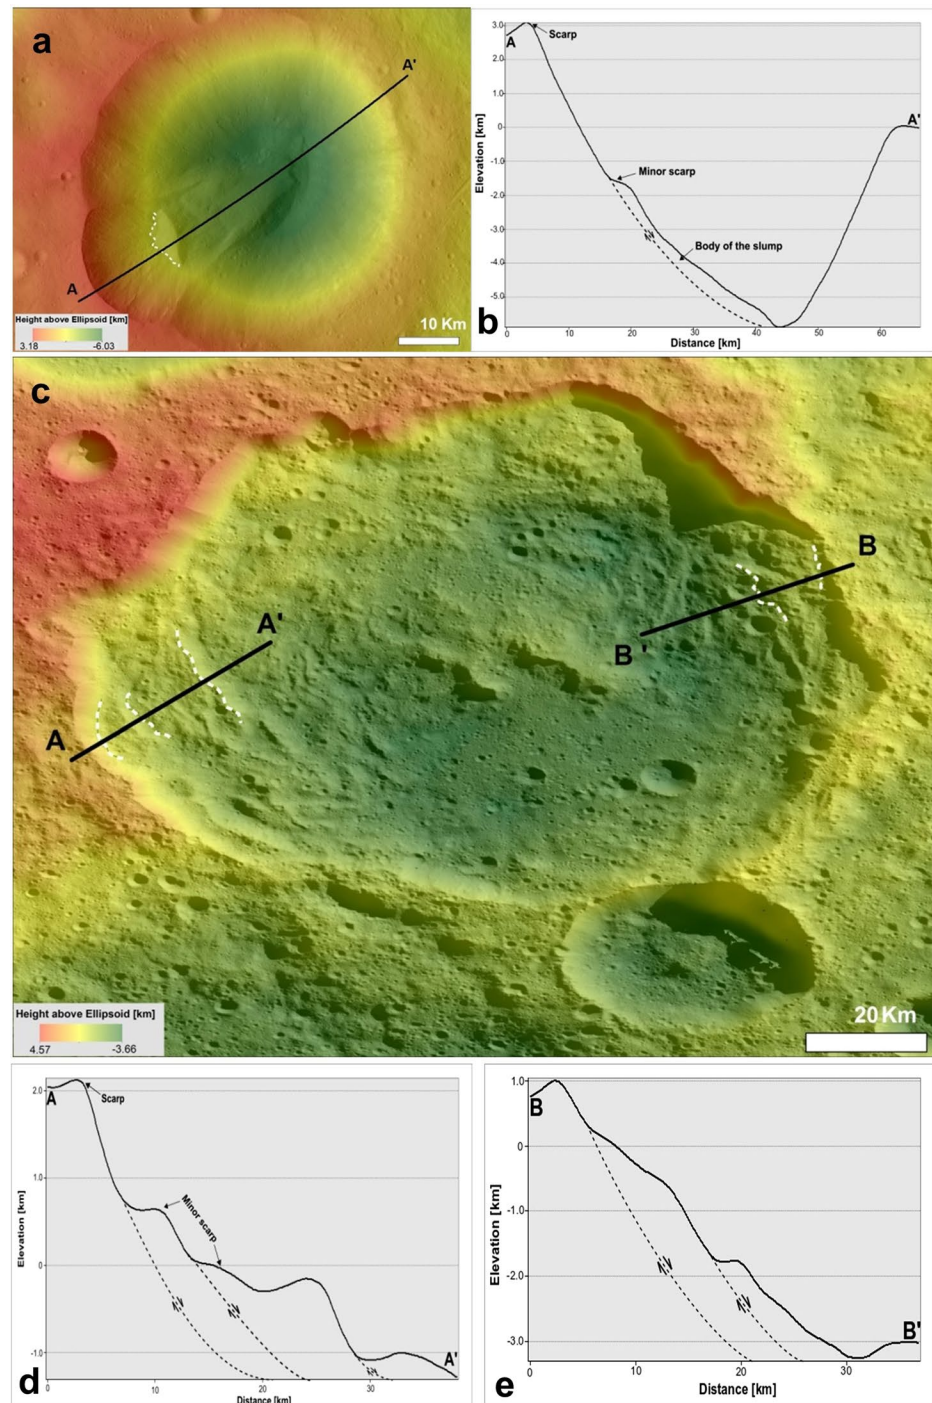 a
A'
A
Height above Ellipsoid [km]
3.18 -6.03
10 Km
b
Elevation [km]
3.0
2.0
1.0
0
-1.0
-2.0
-3.0
-4.0
-5.0
A
Scarp
Minor scarp
Body of the slump
A'
0 10 20 30 40 50 60
Distance [km]
c
A
A'
B
B'
Height above Ellipsoid [km]
4.57 -3.66
20 Km
d
Elevation [km]
2.0
1.0
0
-1.0
A
Scarp
Minor scarp
A'
0 10 20 30
Distance [km]
e
Elevation [km]
1.0
0
-1.0
-2.0
-3.0
B
B'
0 10 20 30
Distance [km]